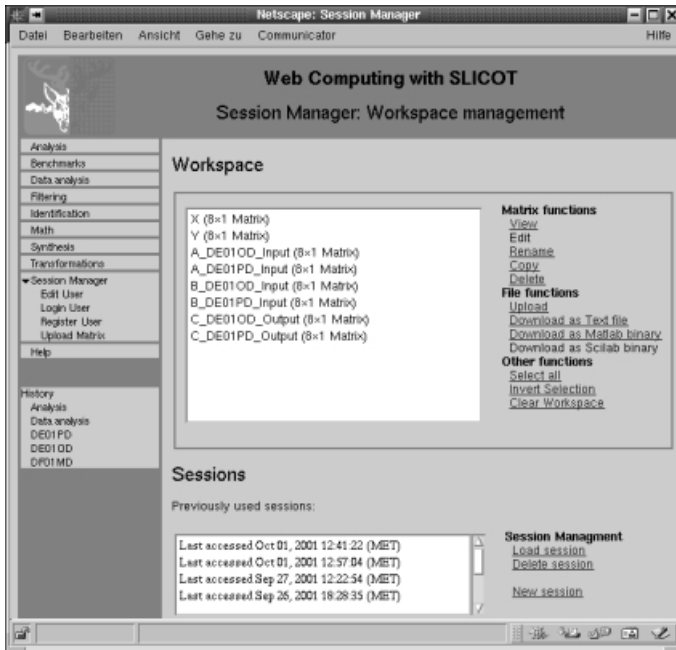 Netscape: Session Manager
Datei Bearbeiten Ansicht Gehe zu Communicator Hilfe
Web Computing with SLICOT
Session Manager: Workspace management
Analysis
Benchmarks
Data analysis
Filtering
Identification
Math
Synthesis
Transformations
Session Manager
Edit User
Login User
Register User
Upload Matrix
Help
History
Analysis
Data analysis
DE01PD
DE01OD
DF01MD
Workspace
X (8×1 Matrix)
Y (8×1 Matrix)
A_DE01OD_Input (8×1 Matrix)
A_DE01PD_Input (8×1 Matrix)
B_DE01OD_Input (8×1 Matrix)
B_DE01PD_Input (8×1 Matrix)
C_DE01OD_Output (8×1 Matrix)
C_DE01PD_Output (8×1 Matrix)
Matrix functions
View
Edit
Rename
Copy
Delete
File functions
Upload
Download as Text file
Download as Matlab binary
Download as Scilab binary
Other functions
Select all
Invert Selection
Clear Workspace
Sessions
Previously used sessions:
Last accessed Oct 01, 2001 12:41:22 (MET)
Last accessed Oct 01, 2001 12:57:04 (MET)
Last accessed Sep 27, 2001 12:22:54 (MET)
Last accessed Sep 26, 2001 18:28:35 (MET)
Session Managment
Load session
Delete session
New session